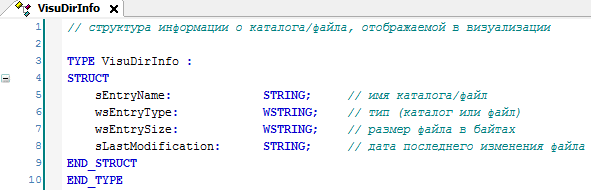 VisuDirInfo X
1 // структура информации о каталога/файла, отображаемой в визуализации
2
3 TYPE VisuDirInfo :
4 STRUCT
5 sEntryName: STRING; // имя каталога/файл
6 wsEntryType: WSTRING; // тип (каталог или файл)
7 wsEntrySize: WSTRING; // размер файла в байтах
8 sLastModification: STRING; // дата последнего изменения файла
9 END_STRUCT
10 END_TYPE